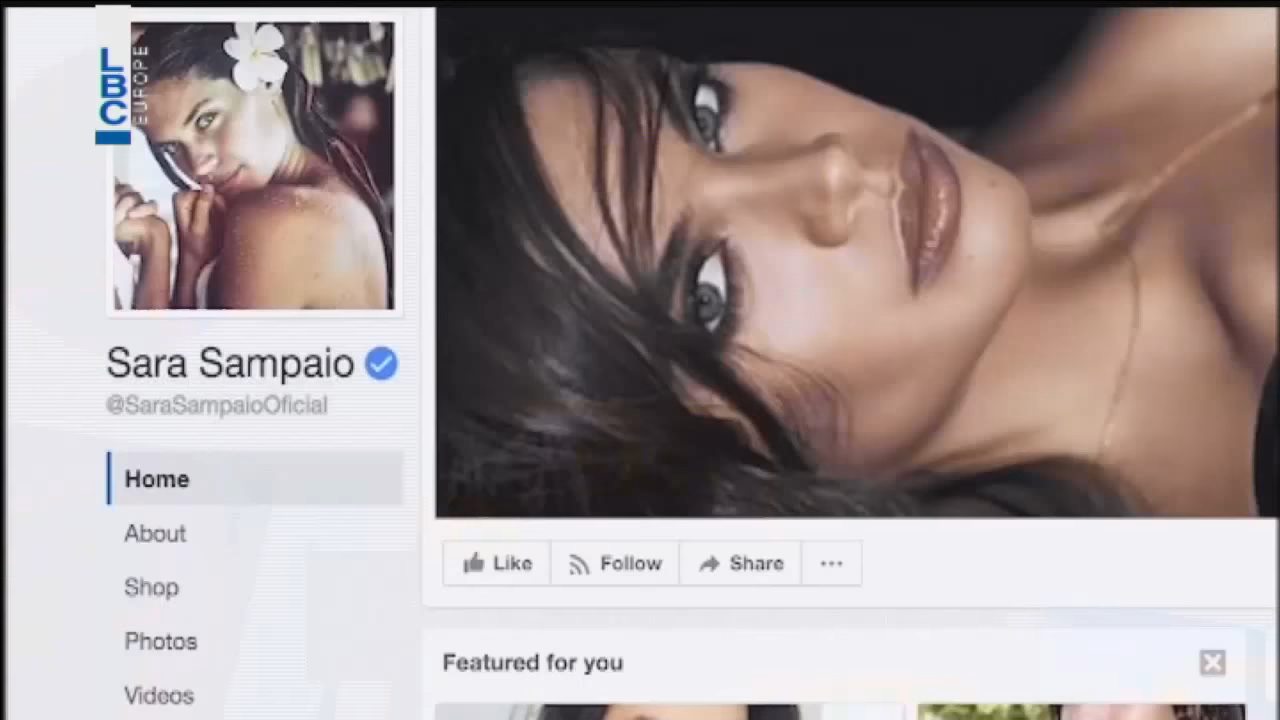 LBC
EUROPE
Sara Sampaio
@SaraSampaioOficial
Home
About
Shop
Photos
Videos
Like
Follow
Share
Featured for you